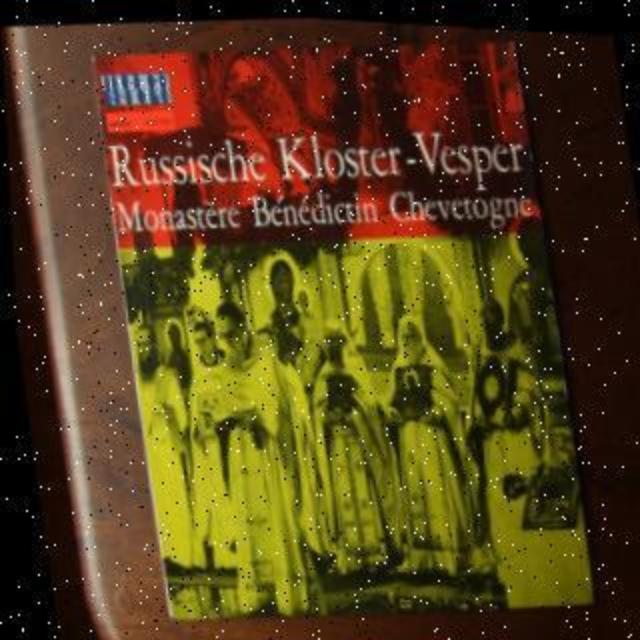 Russische Kloster-Vesper
Monastère Bénédictin Chevetogne